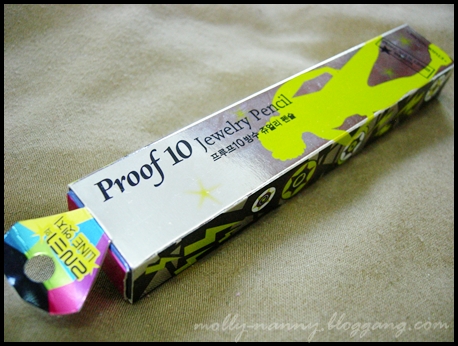 Proof 10 Jewelry Pencil
프루프10 방수 쥬얼리 펜슬
molly-nanny.bloggang.com